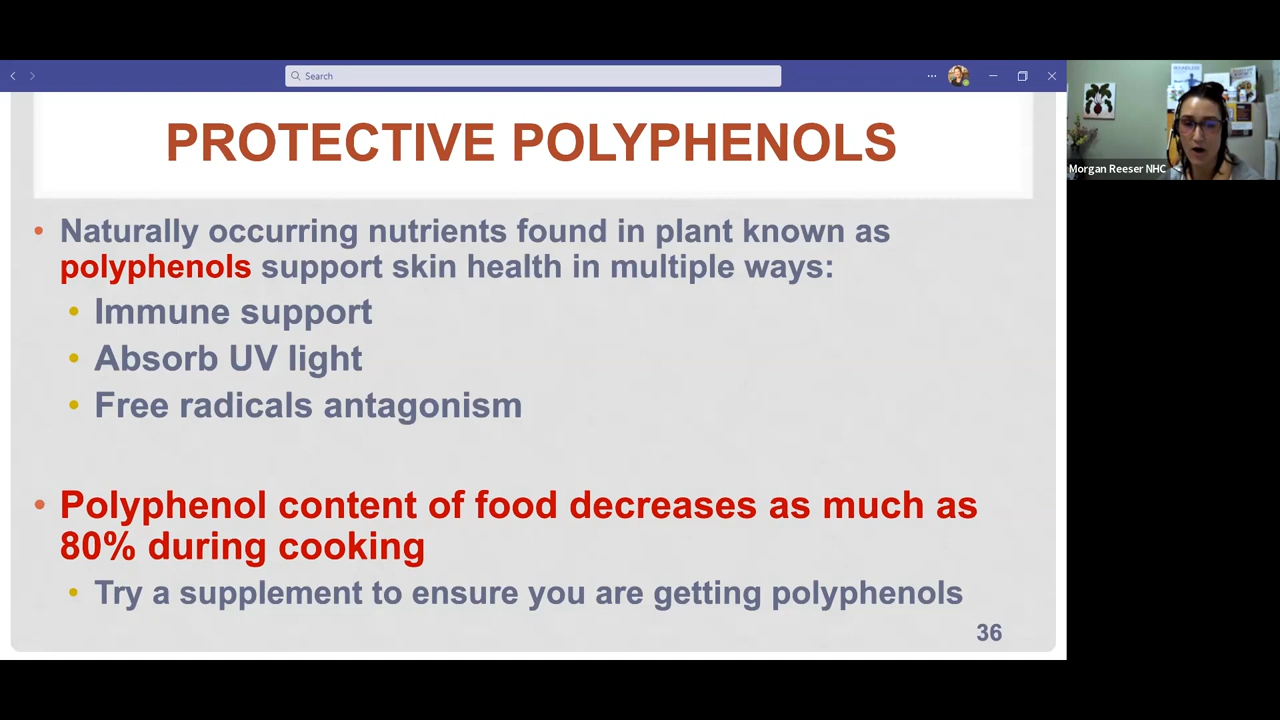 Search
PROTECTIVE POLYPHENOLS
Naturally occurring nutrients found in plant known as
polyphenols support skin health in multiple ways:
Immune support
Absorb UV light
Free radicals antagonism
Polyphenol content of food decreases as much as
80% during cooking
Try a supplement to ensure you are getting polyphenols
36
Morgan Reeser NHC